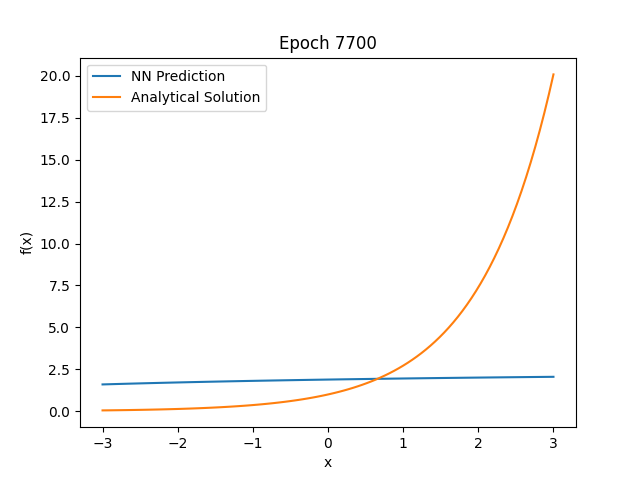 Epoch 7700
NN Prediction
Analytical Solution
20.0
17.5
15.0
12.5
10.0
7.5
5.0
2.5
0.0
f(x)
−3 −2 −1 0 1 2 3
x